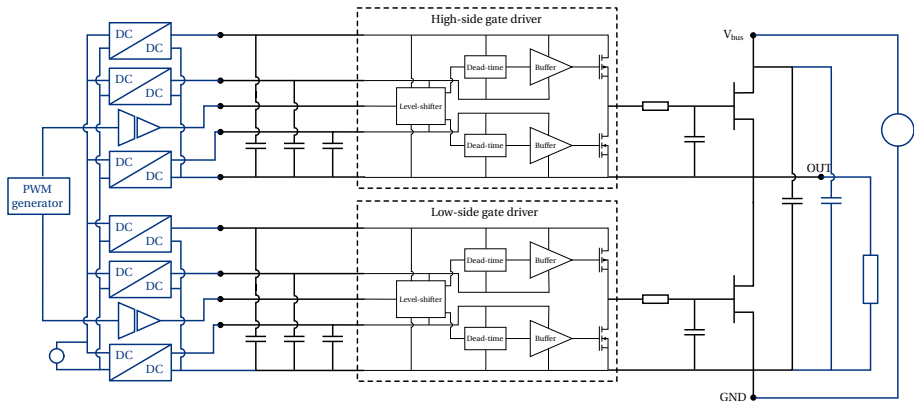 High-side gate driver
DC
DC
V_bus
DC
DC
Dead-time
Buffer
Level-shifter
DC
DC
Dead-time
Buffer
OUT
PWM
generator
Low-side gate driver
DC
DC
DC
DC
Dead-time
Buffer
Level-shifter
DC
DC
Dead-time
Buffer
GND